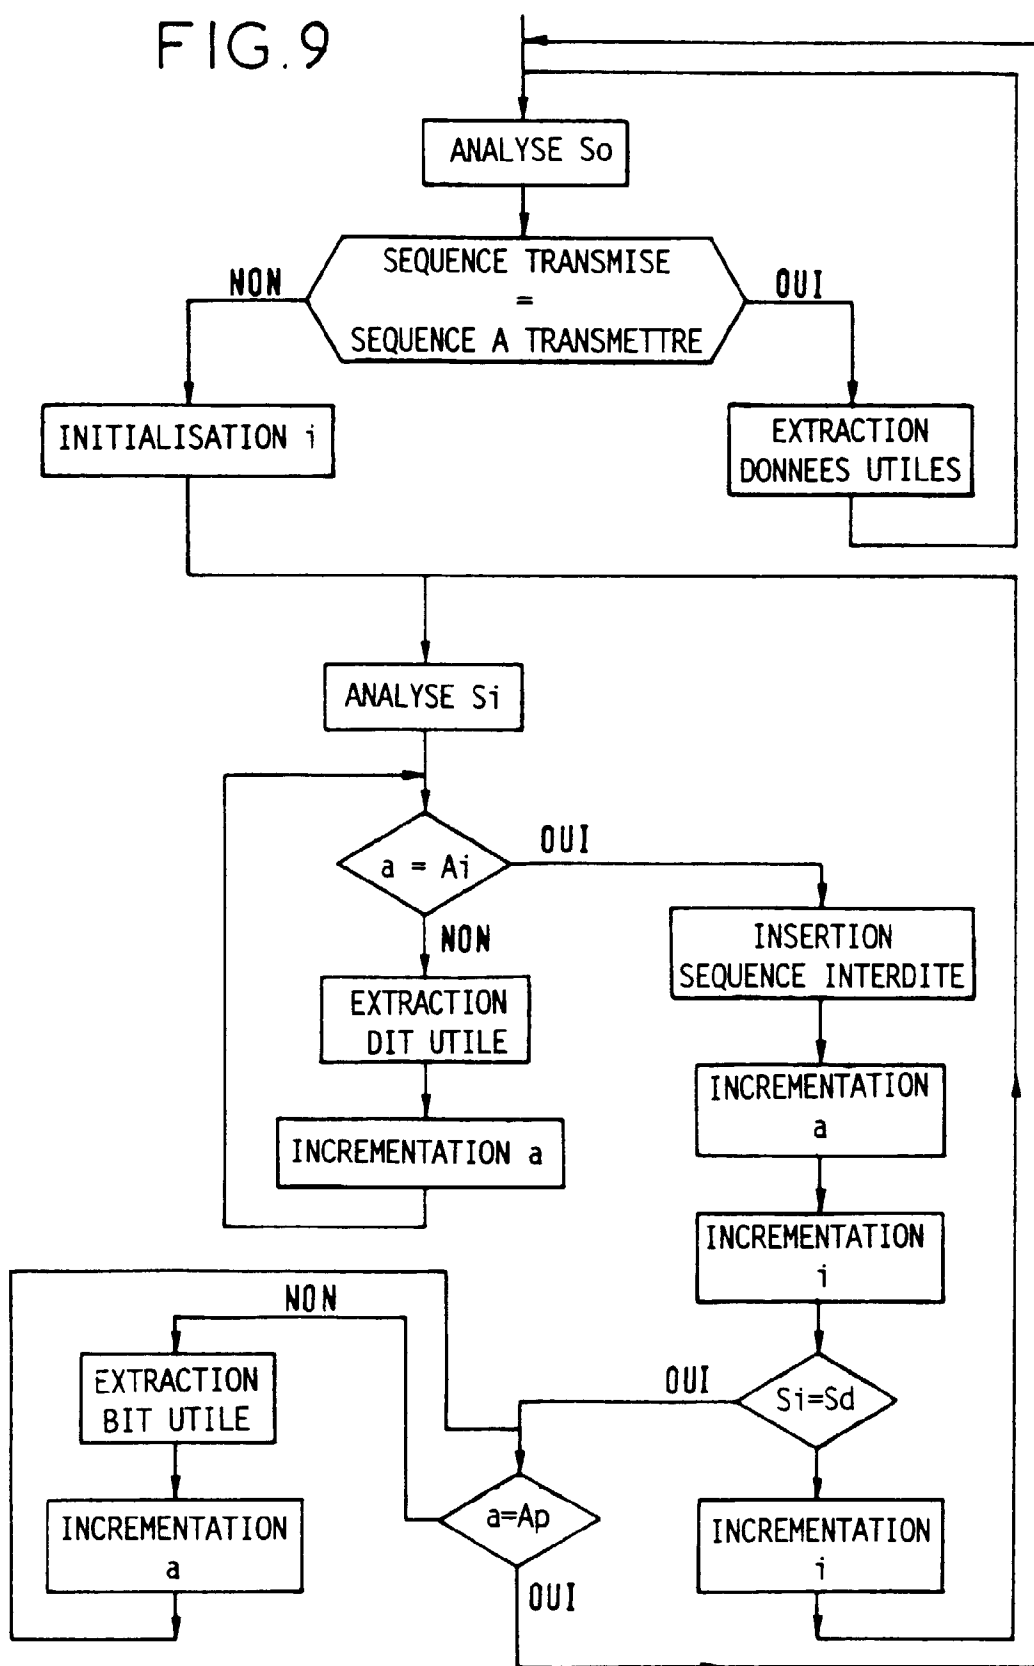 FIG.9
ANALYSE So
SEQUENCE TRANSMISE
=
SEQUENCE A TRANSMETTRE
NON
OUI
INITIALISATION i
EXTRACTION
DONNEES UTILES
ANALYSE Si
a = Ai
OUI
NON
INSERTION
SEQUENCE INTERDITE
EXTRACTION
DIT UTILE
INCREMENTATION
a
INCREMENTATION a
INCREMENTATION
i
NON
EXTRACTION
BIT UTILE
OUI
Si=Sd
a=Ap
INCREMENTATION
a
INCREMENTATION
i
OUI